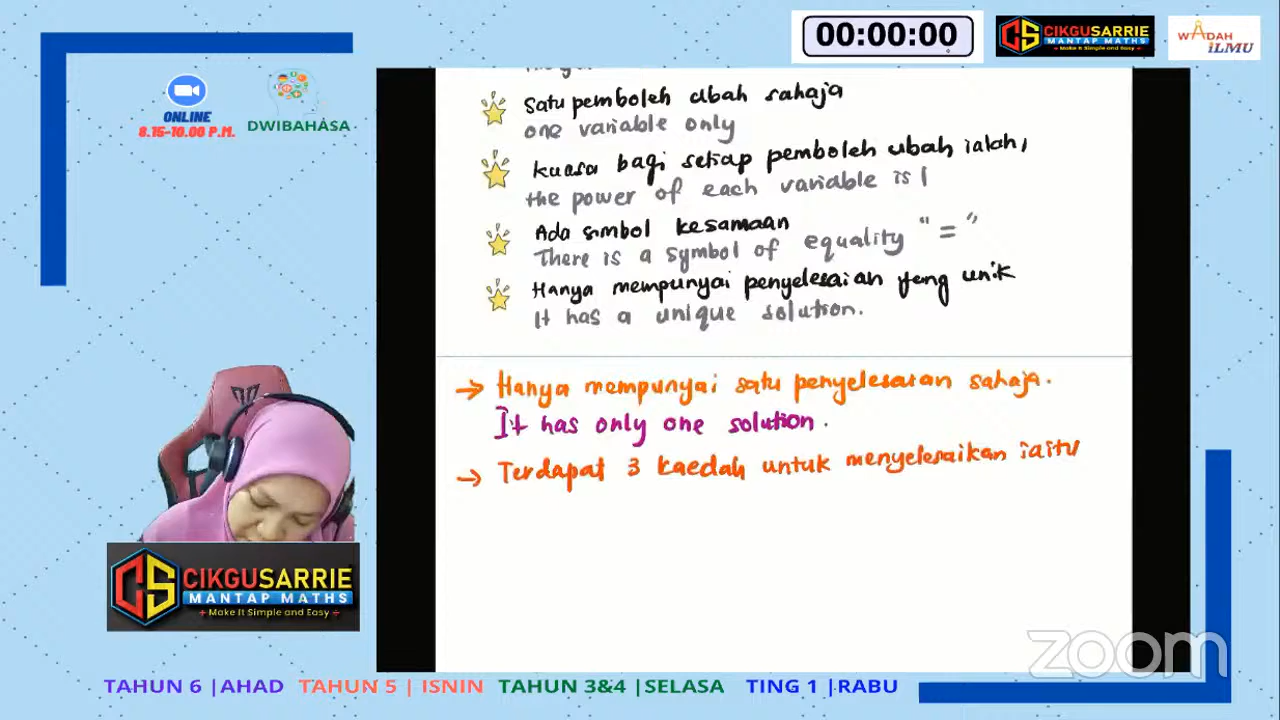 00:00:00
CS CIKGUSARRIE
MANTAP MATHS
Make It Simple and Easy
WADAH
iLMU
ONLINE
8.15-10.00 P.M.
DWIBAHASA
Satu pemboleh ubah sahaja
one variable only
kuasa bagi setiap pemboleh ubah ialah,
the power of each variable is 1
Ada simbol kesamaan
There is a symbol of equality " = "
Hanya mempunyai penyelesaian yang unik
It has a unique solution.
→ Hanya mempunyai satu penyelesaian sahaja.
It has only one solution.
→ Terdapat 3 kaedah untuk menyelesaikan iaitu
CS CIKGUSARRIE
MANTAP MATHS
+ Make It Simple and Easy +
zoom
TAHUN 6 |AHAD TAHUN 5 | ISNIN TAHUN 3&4 |SELASA TING 1 |RABU